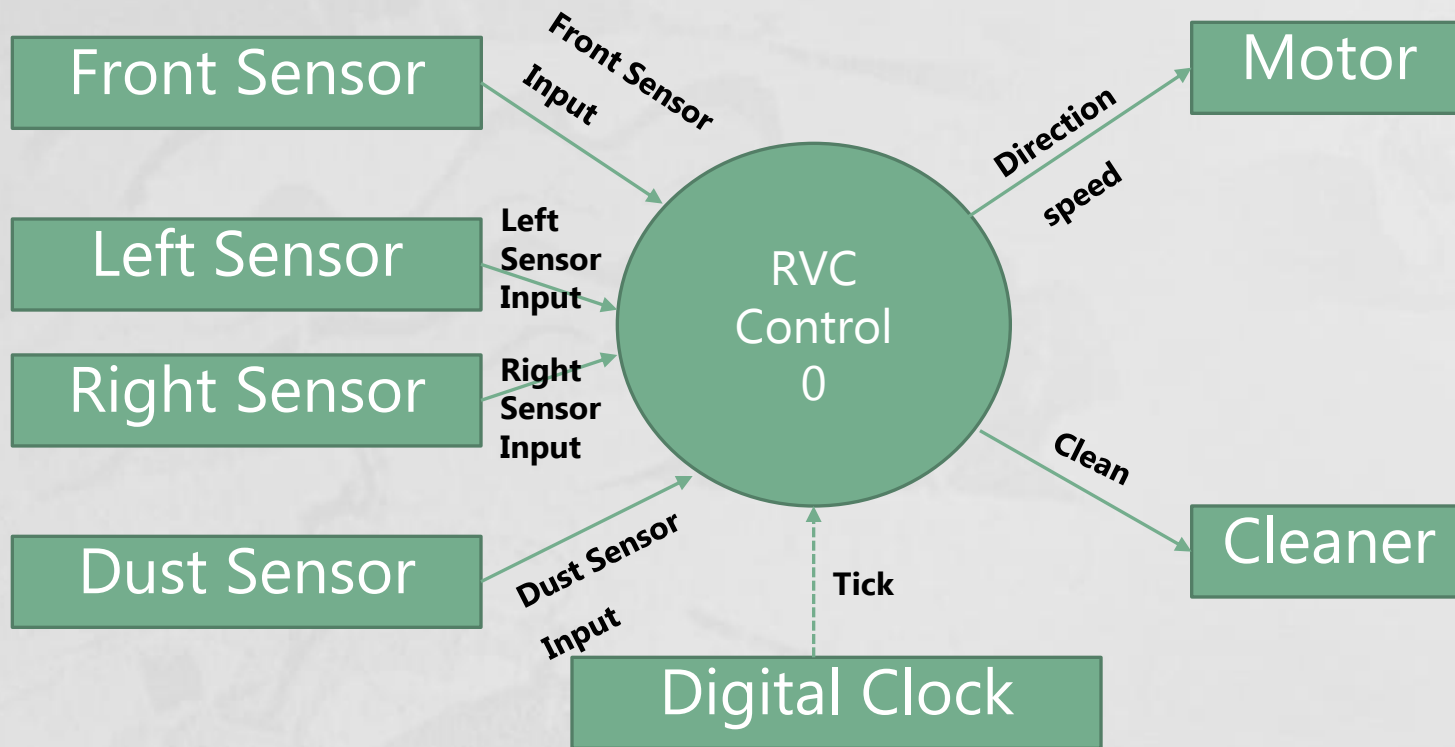 Front Sensor
Front Sensor
Input
Motor
Direction
speed
Left Sensor
Left
Sensor
Input
RVC
Control
0
Right Sensor
Right
Sensor
Input
Clean
Dust Sensor
Dust Sensor
Input
Cleaner
Tick
Digital Clock